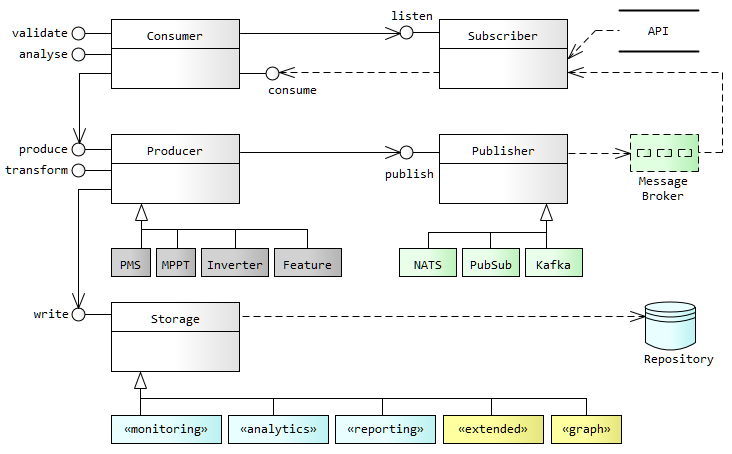 listen
validate
Consumer
Subscriber
API
analyse
consume
produce
Producer
Publisher
transform
publish
Message
Broker
PMS
MPPT
Inverter
Feature
NATS
PubSub
Kafka
write
Storage
Repository
«monitoring»
«analytics»
«reporting»
«extended»
«graph»